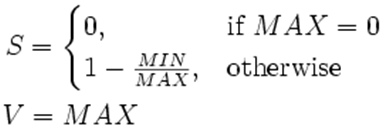 S = { 0, if MAX = 0
1 − MIN/MAX, otherwise
V = MAX